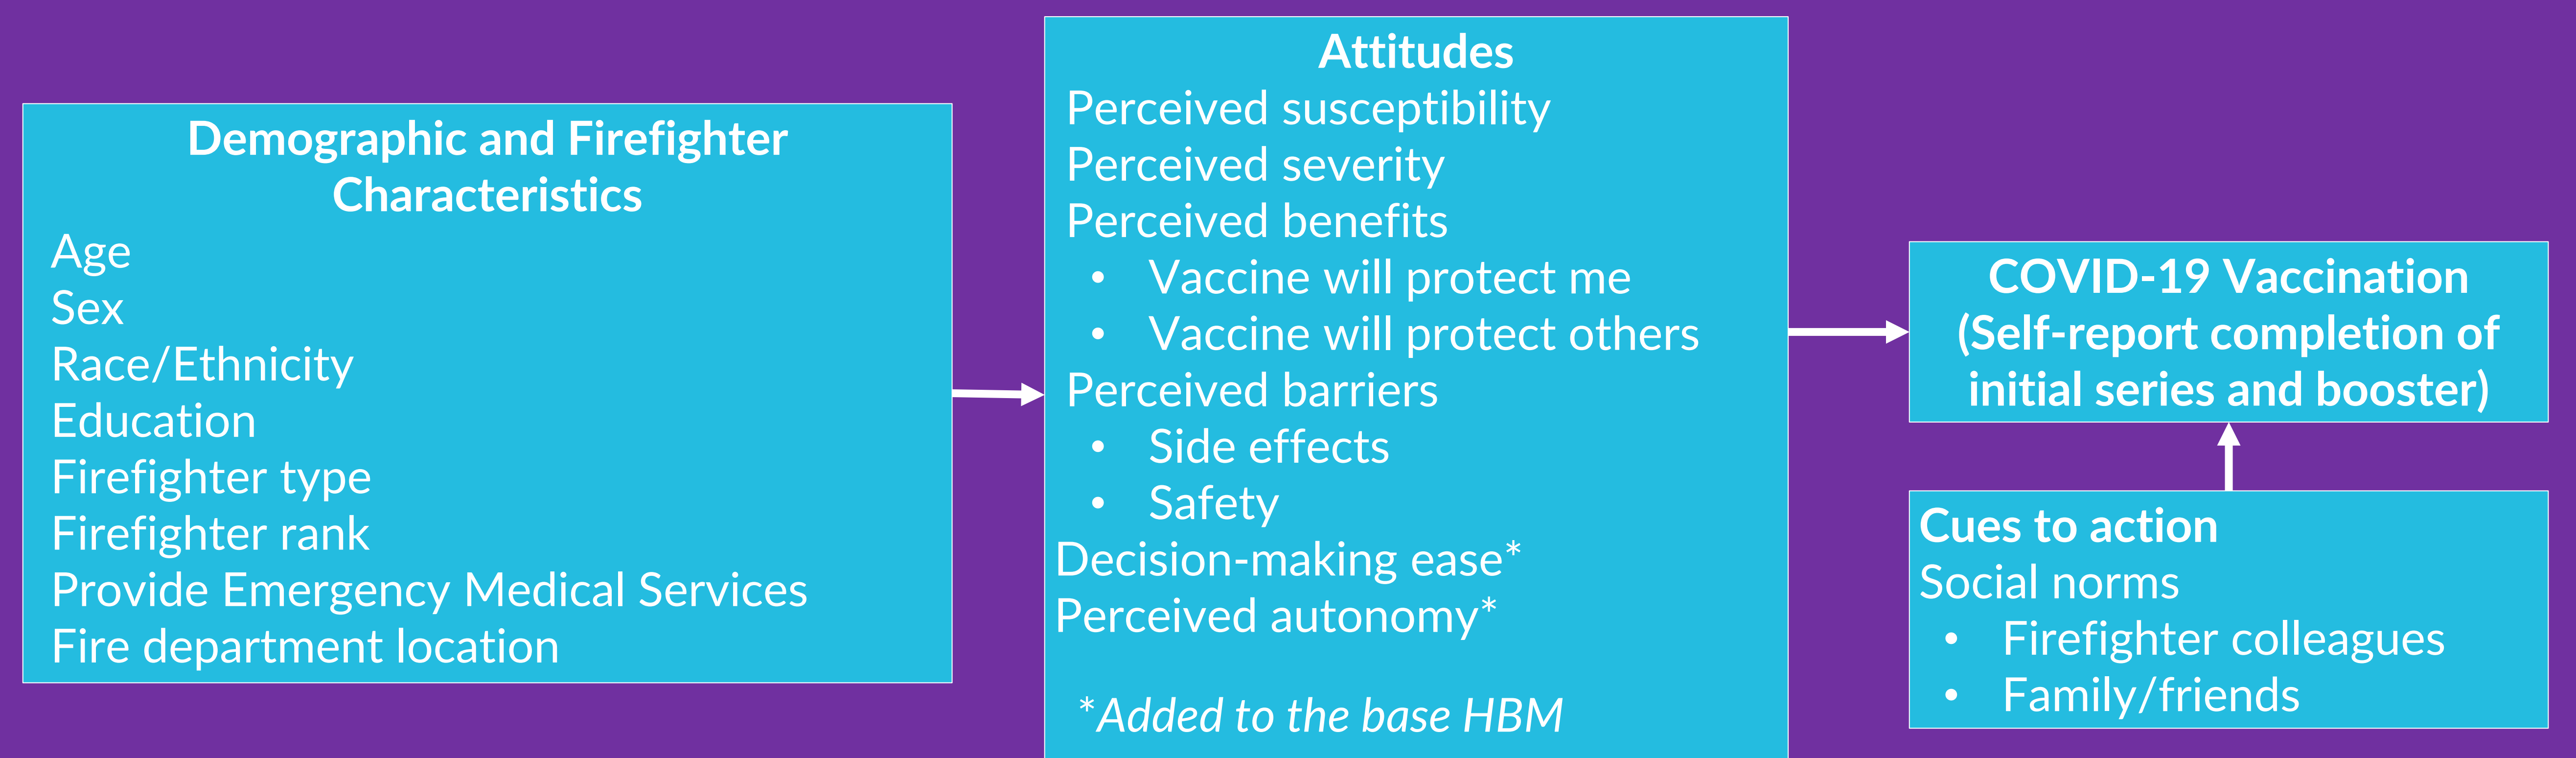 Demographic and Firefighter
Characteristics
Age
Sex
Race/Ethnicity
Education
Firefighter type
Firefighter rank
Provide Emergency Medical Services
Fire department location
Attitudes
Perceived susceptibility
Perceived severity
Perceived benefits
• Vaccine will protect me
• Vaccine will protect others
Perceived barriers
• Side effects
• Safety
Decision-making ease*
Perceived autonomy*
*Added to the base HBM
COVID-19 Vaccination
(Self-report completion of
initial series and booster)
Cues to action
Social norms
• Firefighter colleagues
• Family/friends